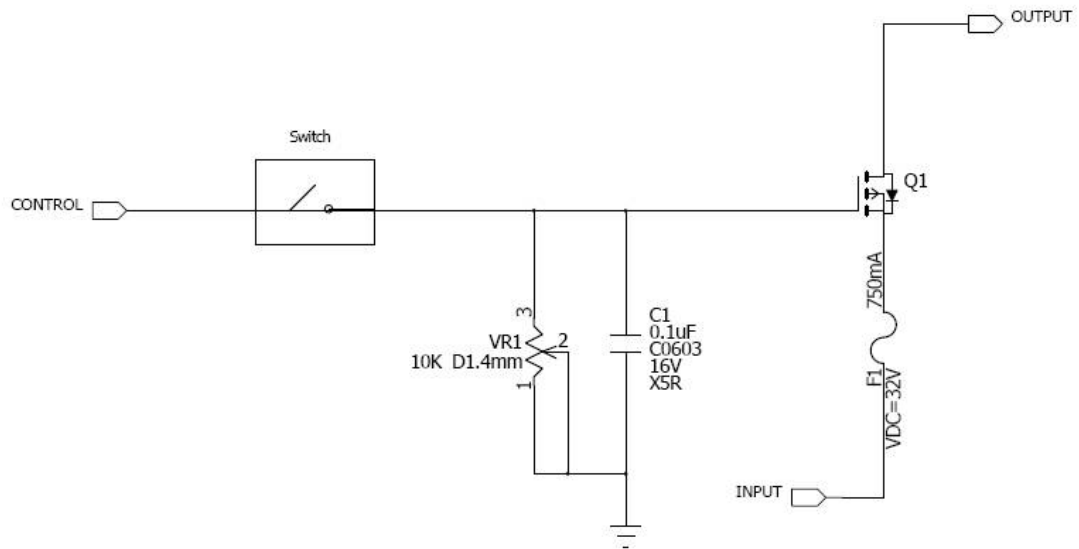 OUTPUT
Switch
CONTROL
Q1
750mA
3
VR1
2
10K D1.4mm
1
C1
0.1uF
C0603
16V
X5R
F1
VDC=32V
INPUT